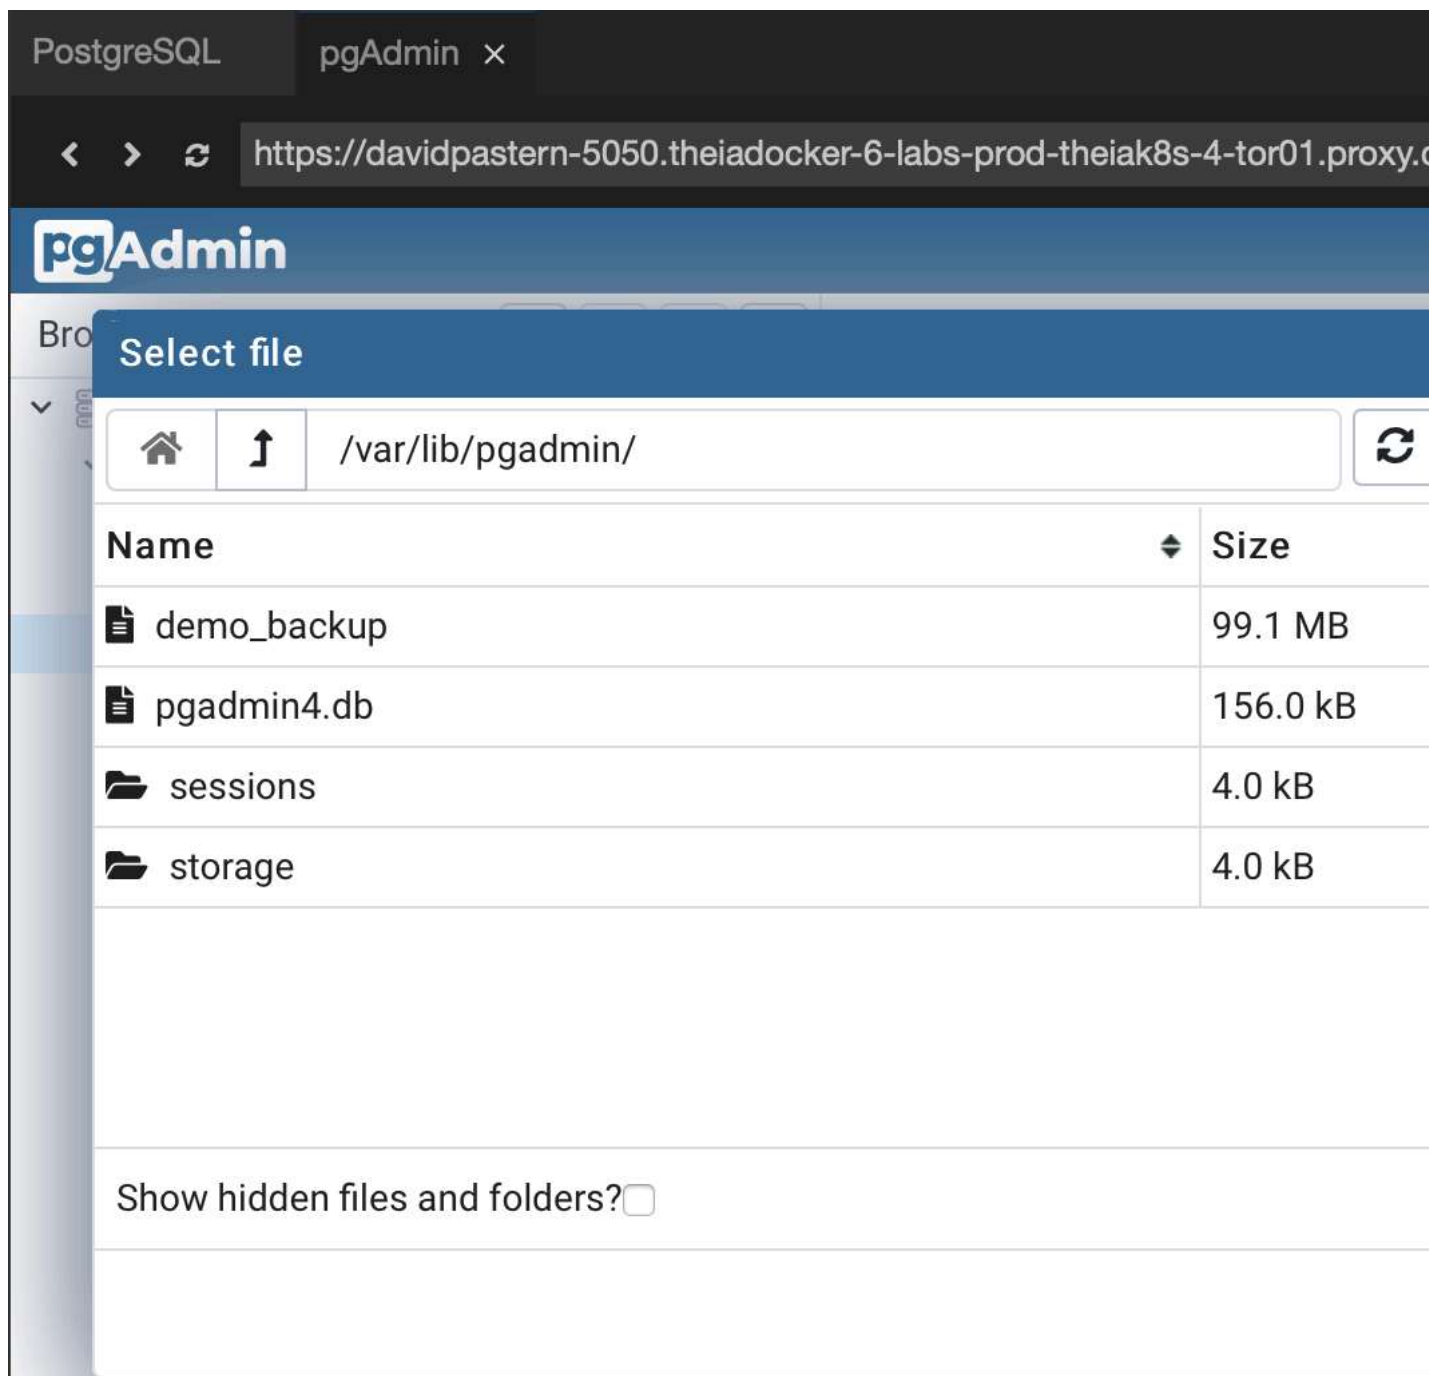 PostgreSQL pgAdmin ×
https://davidpastern-5050.theiadocker-6-labs-prod-theiak8s-4-tor01.proxy.
pgAdmin
Bro
Select file
/var/lib/pgadmin/
Name Size
demo_backup 99.1 MB
pgadmin4.db 156.0 kB
sessions 4.0 kB
storage 4.0 kB
Show hidden files and folders?